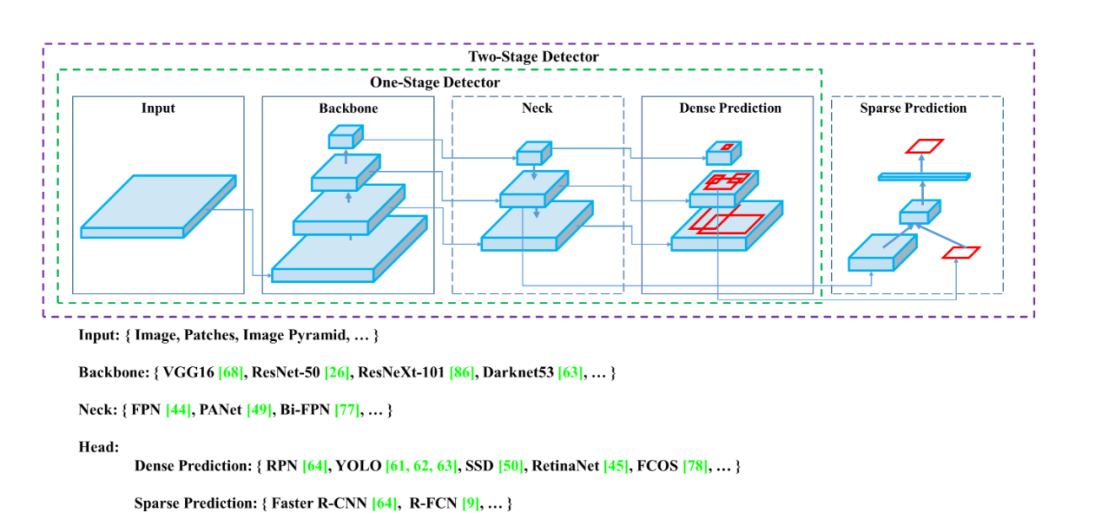 Two-Stage Detector
One-Stage Detector
Input
Backbone
Neck
Dense Prediction
Sparse Prediction
Input: { Image, Patches, Image Pyramid, … }
Backbone: { VGG16 [68], ResNet-50 [26], ResNeXt-101 [86], Darknet53 [63], … }
Neck: { FPN [44], PANet [49], Bi-FPN [77], … }
Head:
Dense Prediction: { RPN [64], YOLO [61, 62, 63], SSD [50], RetinaNet [45], FCOS [78], … }
Sparse Prediction: { Faster R-CNN [64], R-FCN [9], … }